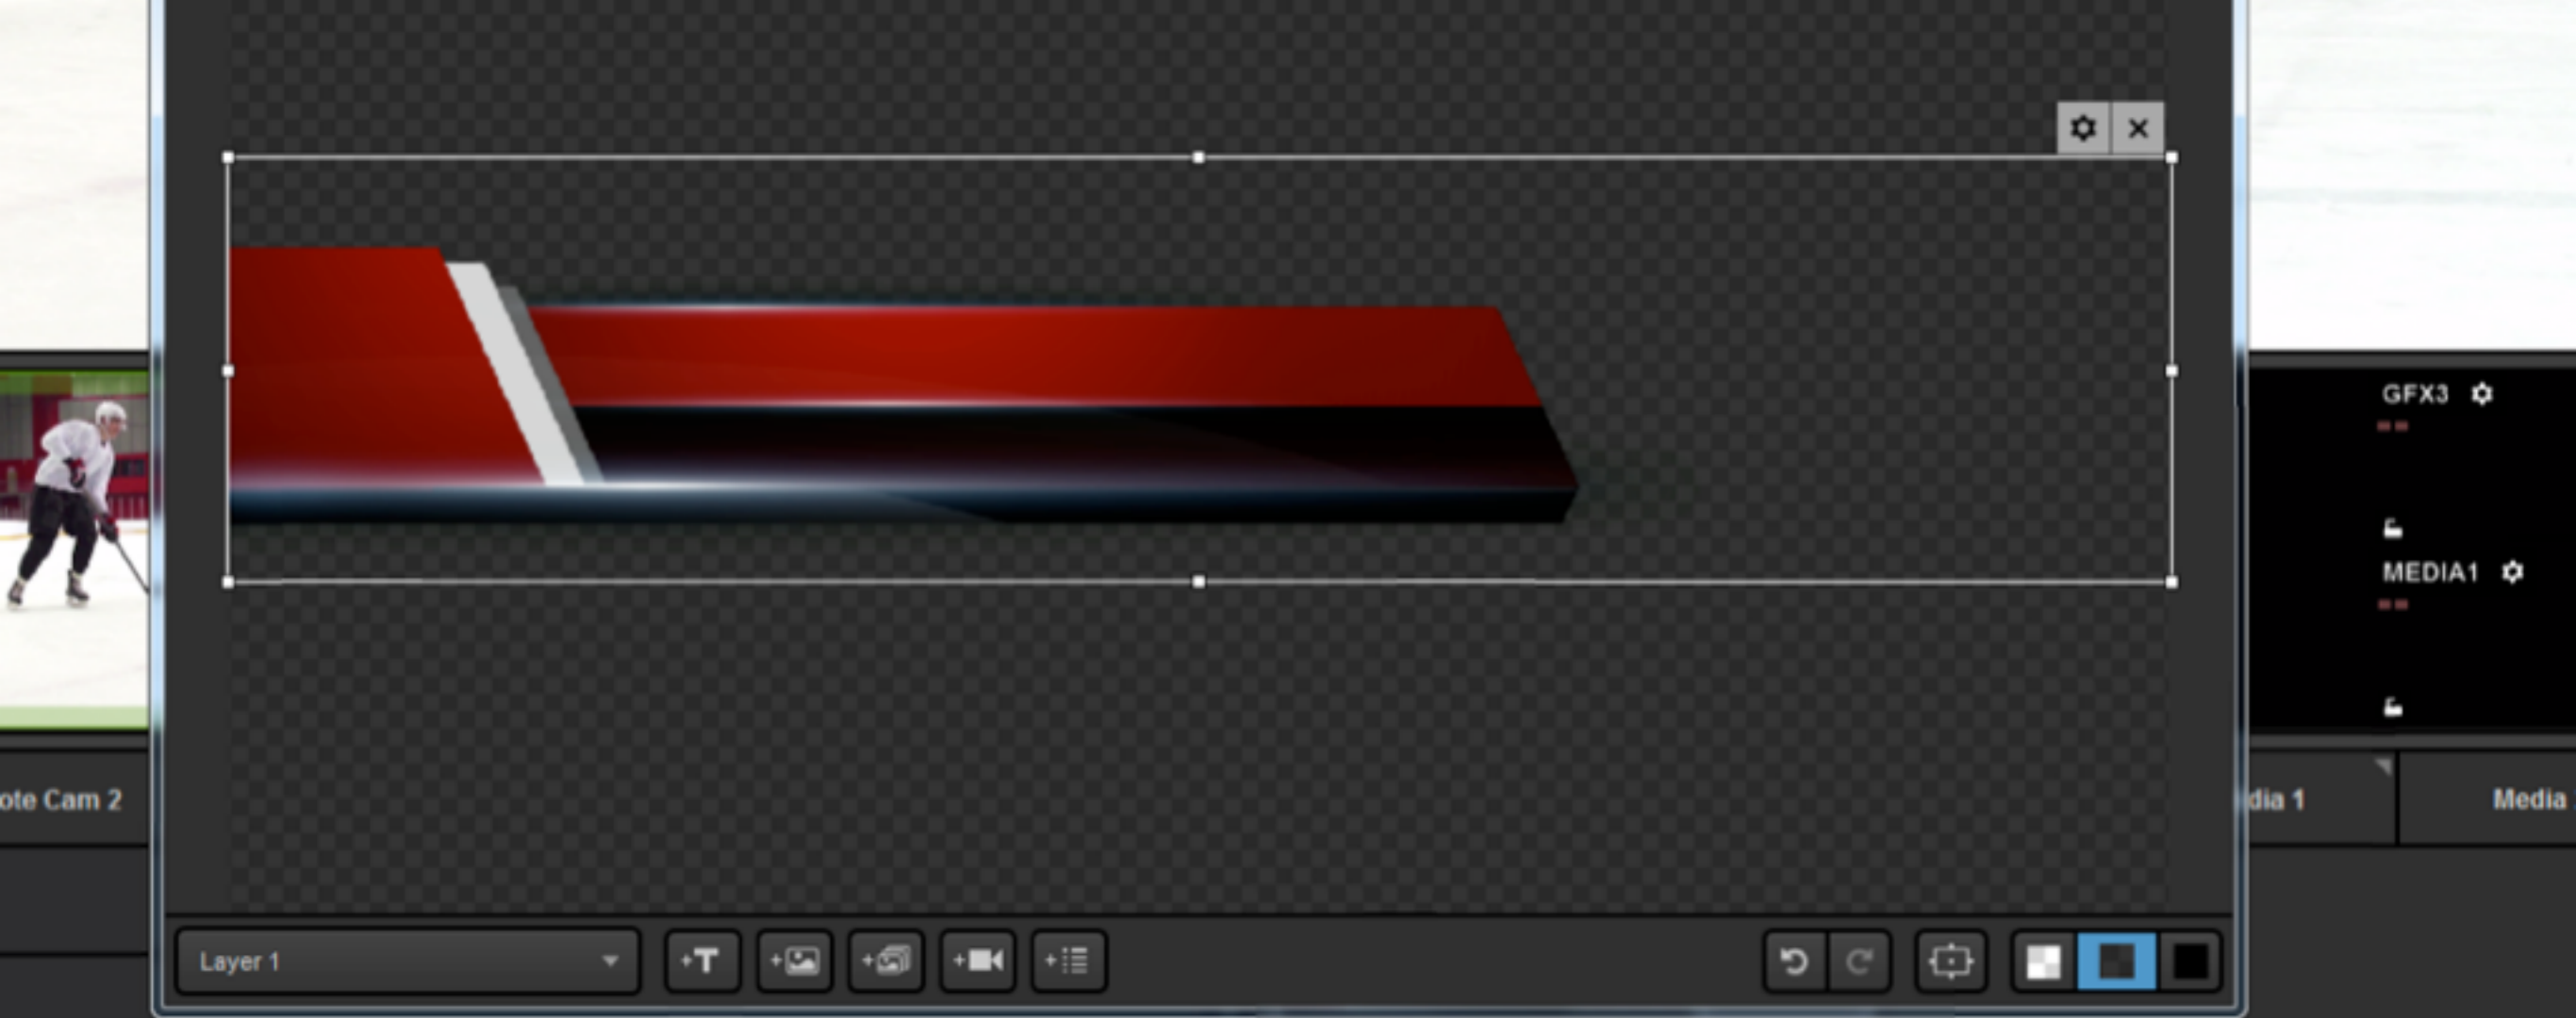 GFX3
MEDIA1
ote Cam 2
dia 1
Media
Layer 1
+T